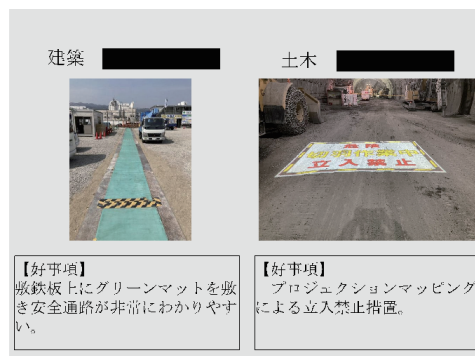 建築
土木
危険
立入禁止
【好事項】
敷鉄板上にグリーンマットを敷
き安全通路が非常にわかりやす
い。
【好事項】
プロジェクションマッピング
による立入禁止措置。